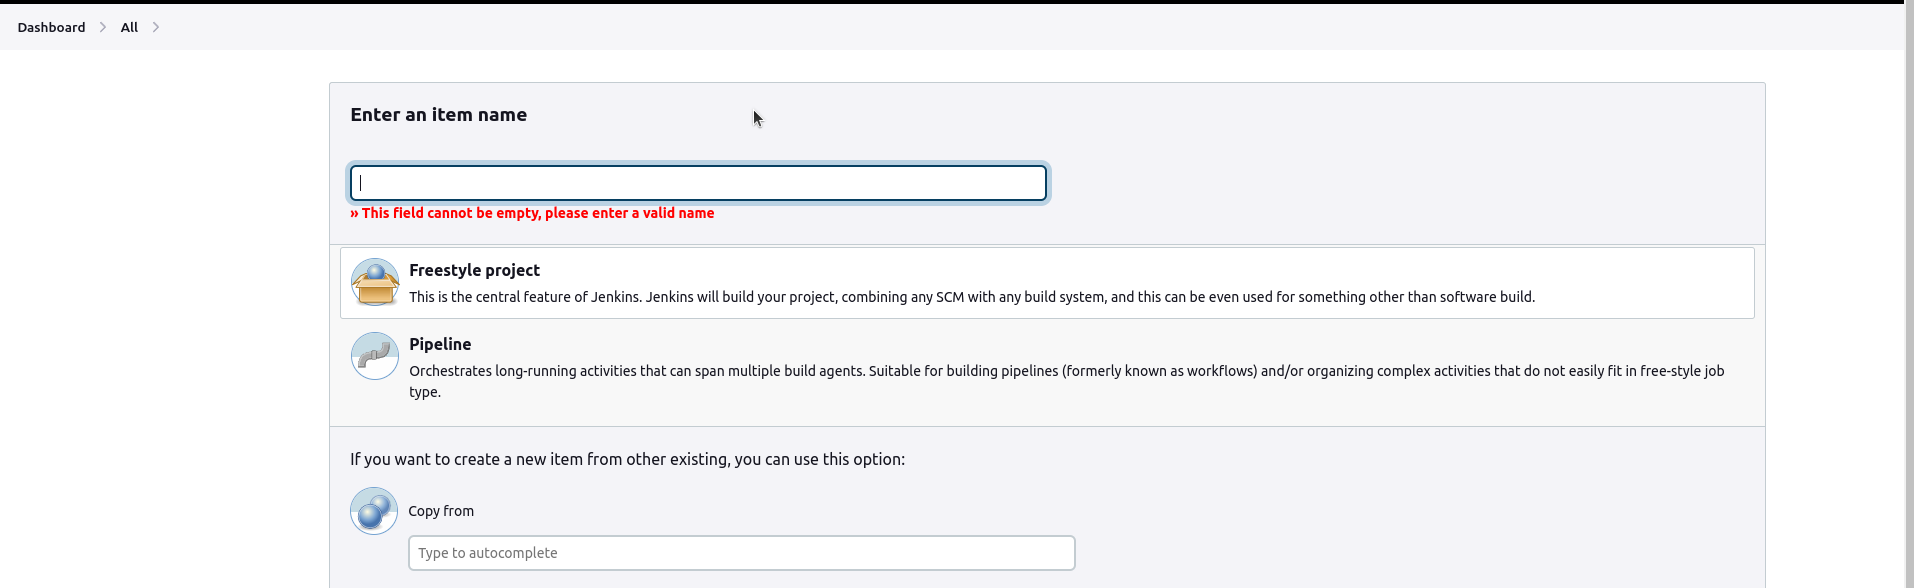 Dashboard
All
Enter an item name
» This field cannot be empty, please enter a valid name
Freestyle project
This is the central feature of Jenkins. Jenkins will build your project, combining any SCM with any build system, and this can be even used for something other than software build.
Pipeline
Orchestrates long-running activities that can span multiple build agents. Suitable for building pipelines (formerly known as workflows) and/or organizing complex activities that do not easily fit in free-style job
type.
If you want to create a new item from other existing, you can use this option:
Copy from
Type to autocomplete